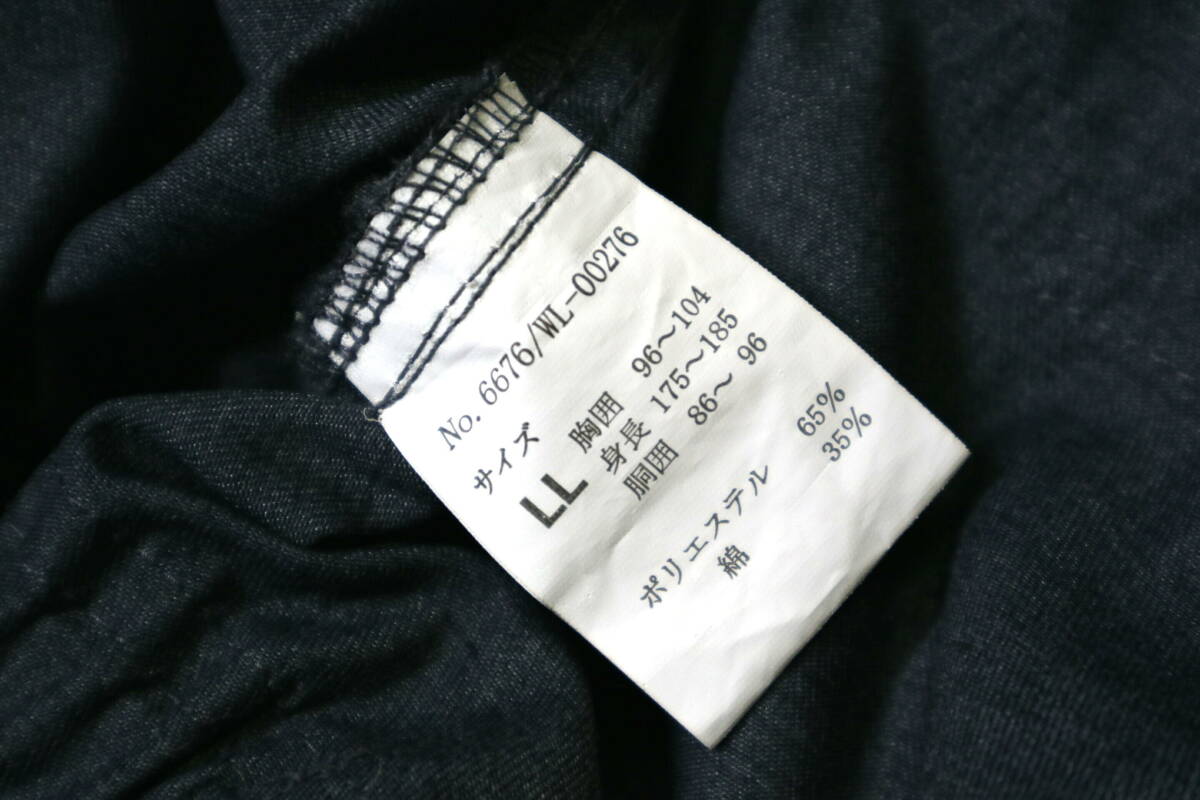 No. 6676/WL-00276
サイズ
LL
胸囲 96〜104
身長 175〜185
胴囲 86〜 96
ポリエステル 65%
綿 35%